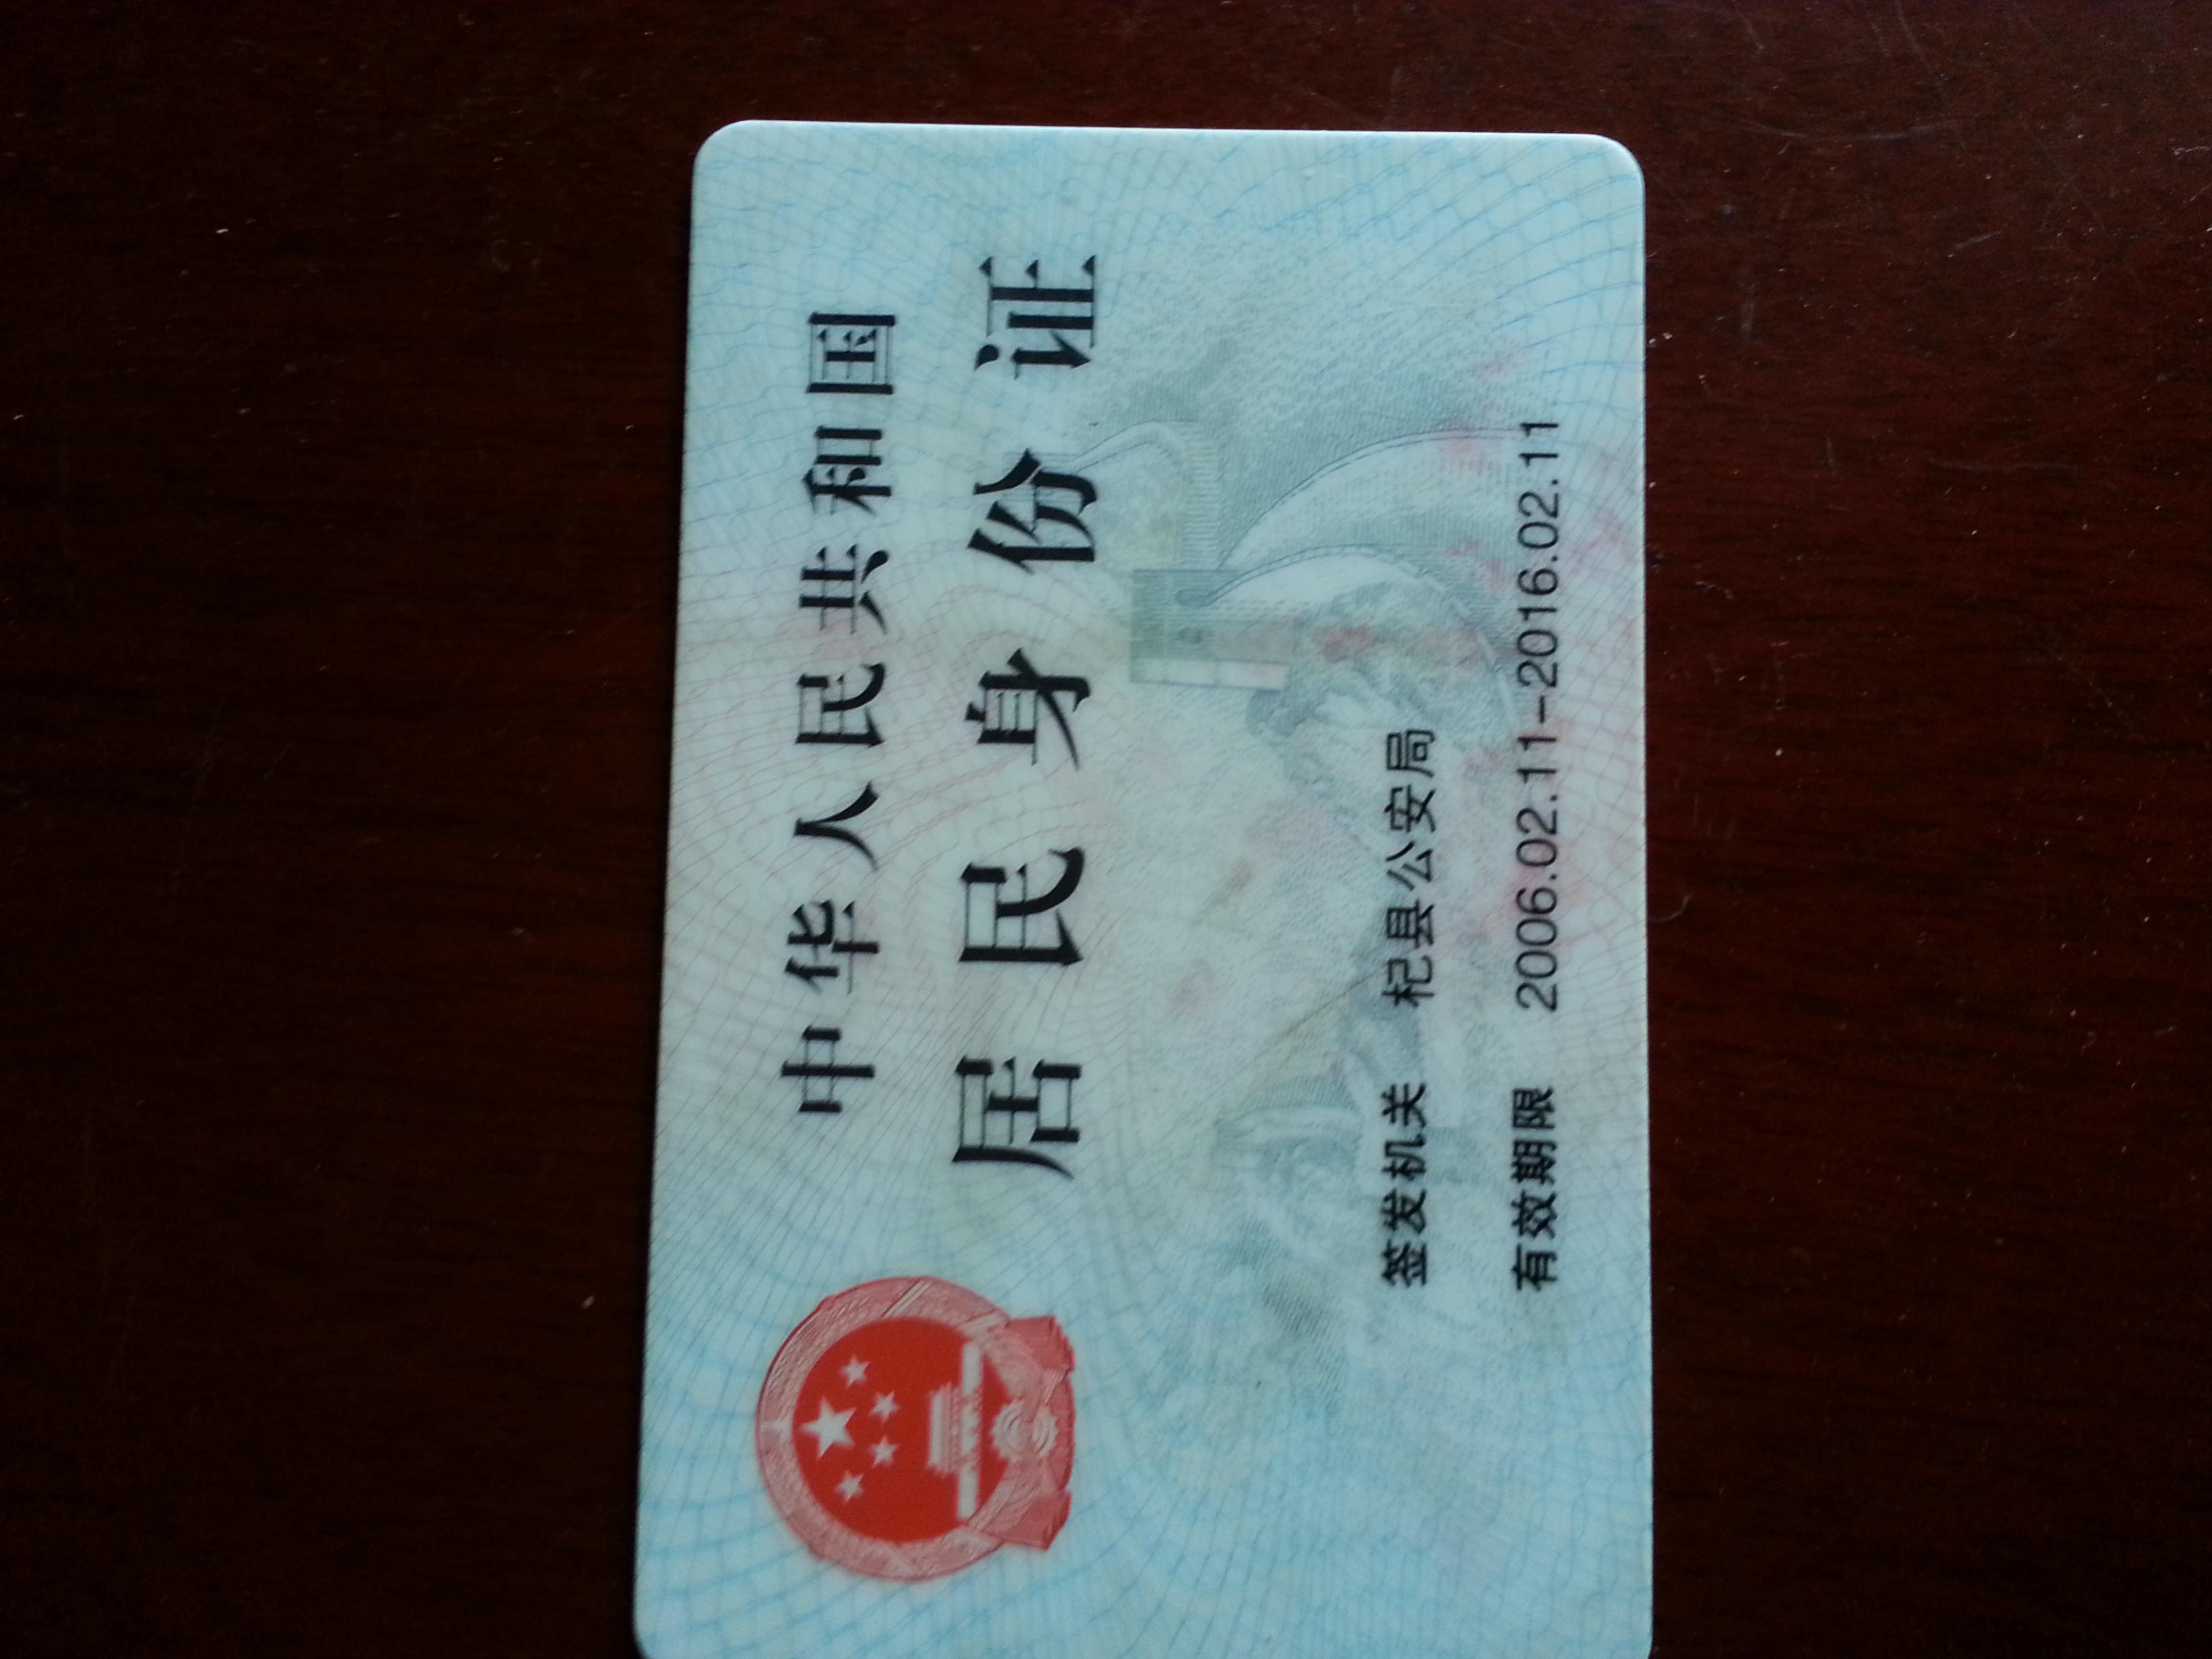 中华人民共和国
居民身份证
签发机关 杞县公安局
有效期限 2006.02.11-2016.02.11